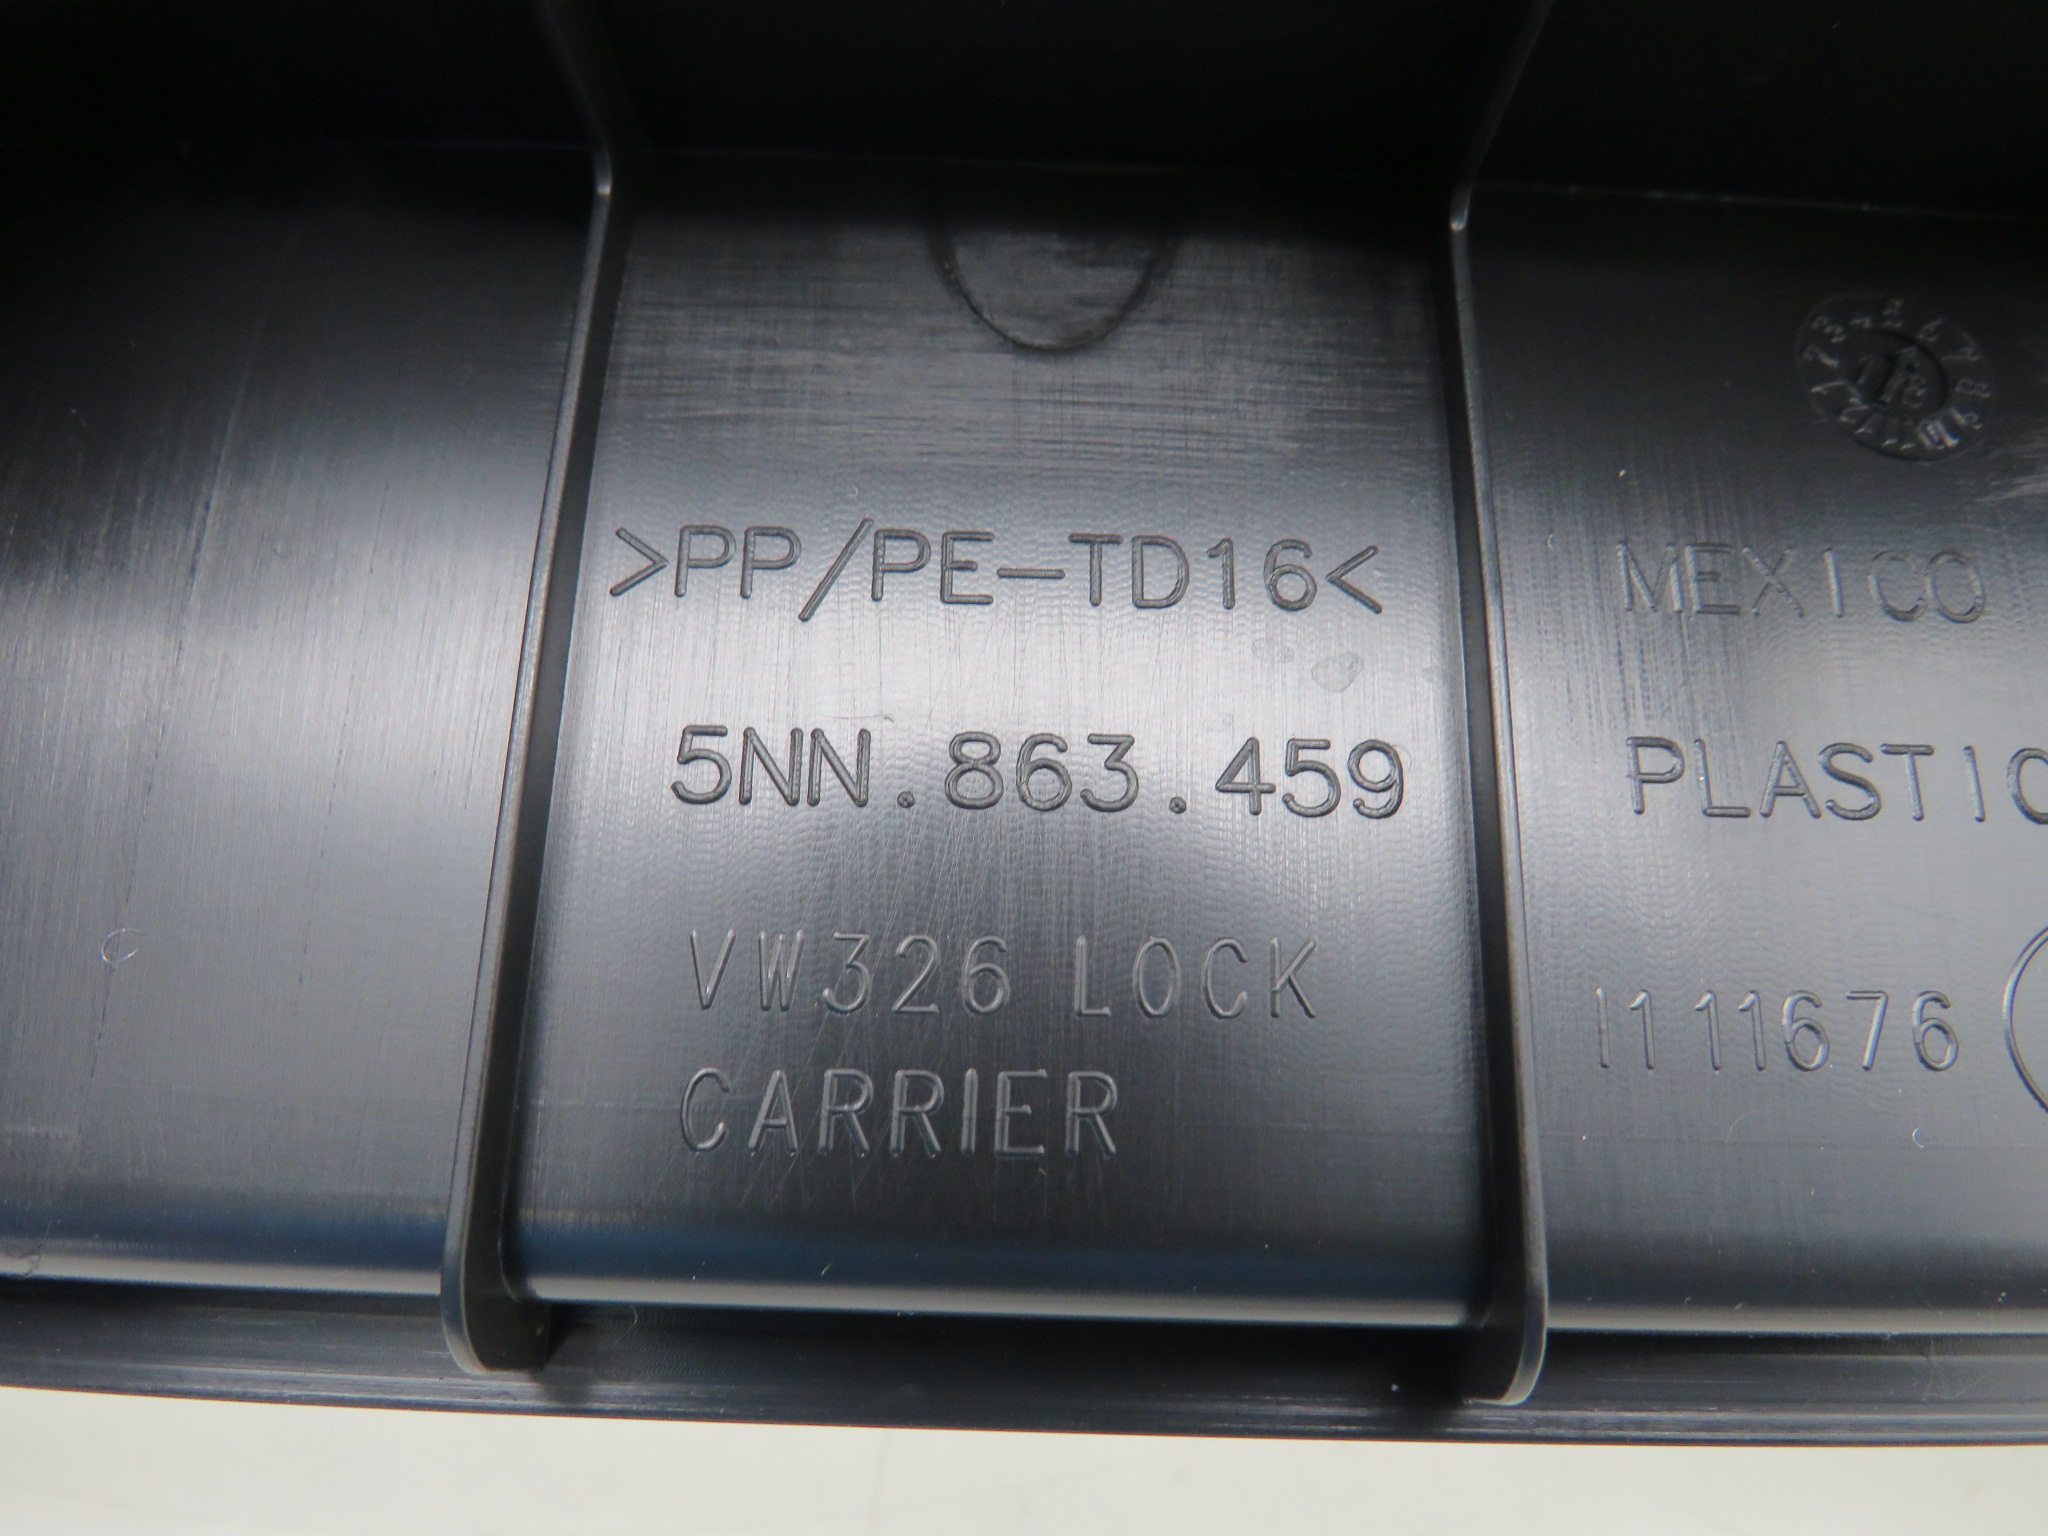 >PP/PE-TD16<
5NN.863.459
VW326 LOCK
CARRIER
MEXICO
PLASTIC
1111676